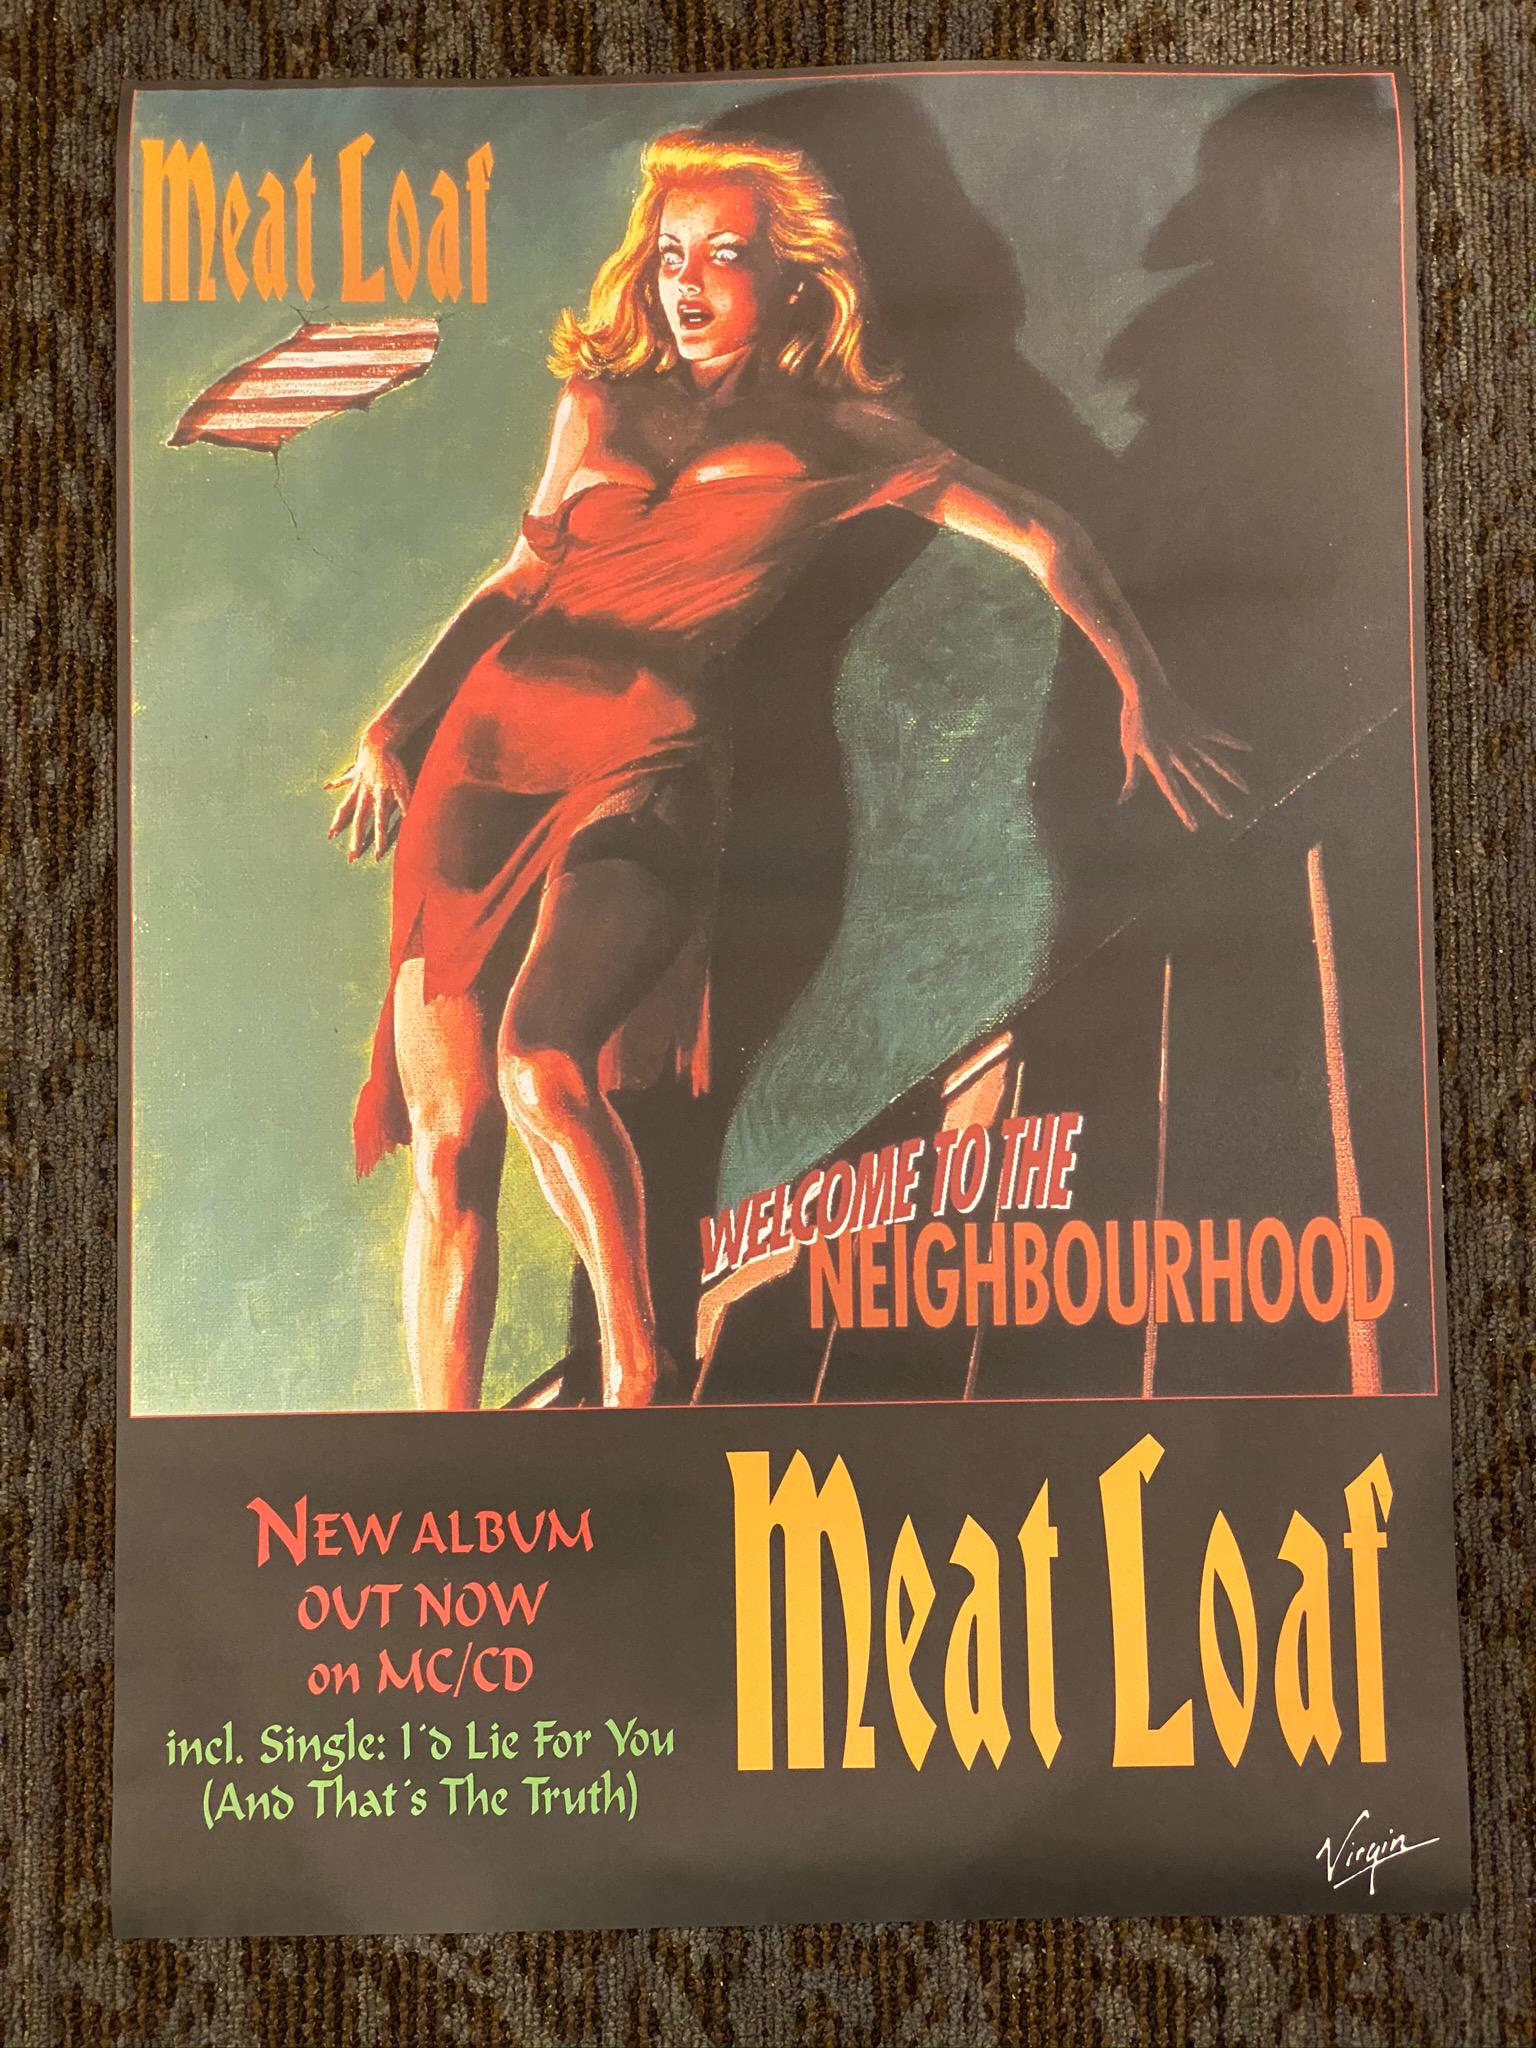 Meat Loaf
WELCOME TO THE
NEIGHBOURHOOD
NEW ALBUM
OUT NOW
on MC/CD
incl. Single: I'd Lie For You
(And That's The Truth)
Meat Loaf
Virgin